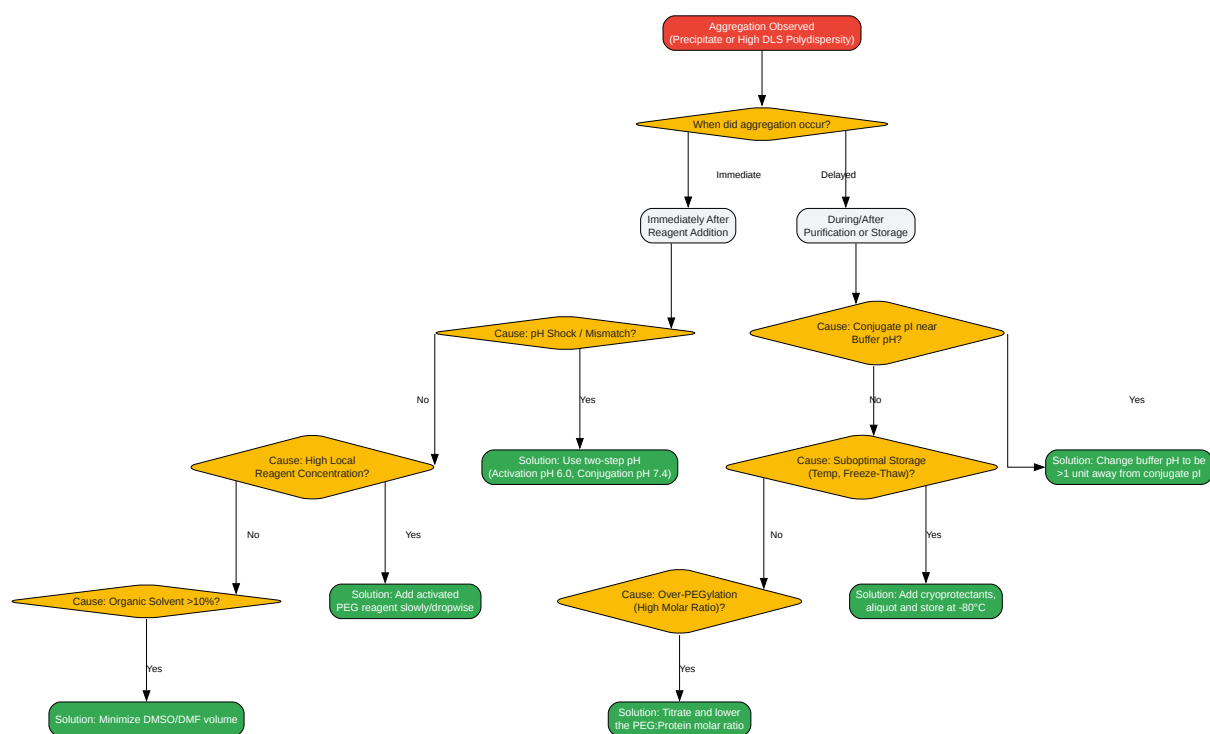 Aggregation Observed
(Precipitate or High DLS Polydispersity)
When did aggregation occur?
Immediate
Delayed
Immediately After
Reagent Addition
During/After
Purification or Storage
Cause: pH Shock / Mismatch?
Cause: Conjugate pI near
Buffer pH?
No
Yes
No
Yes
Cause: High Local
Reagent Concentration?
Solution: Use two-step pH
(Activation pH 6.0, Conjugation pH 7.4)
Cause: Suboptimal Storage
(Temp, Freeze-Thaw)?
Solution: Change buffer pH to be
>1 unit away from conjugate pI
No
Yes
No
Yes
Cause: Organic Solvent >10%?
Solution: Add activated
PEG reagent slowly/dropwise
Cause: Over-PEGylation
(High Molar Ratio)?
Solution: Add cryoprotectants,
aliquot and store at -80°C
Yes
Yes
Solution: Minimize DMSO/DMF volume
Solution: Titrate and lower
the PEG:Protein molar ratio